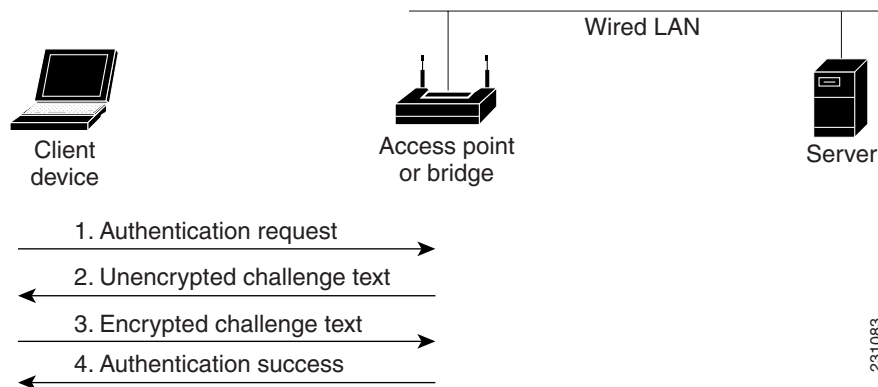 Wired LAN
Client
device
Access point
or bridge
Server
1. Authentication request
2. Unencrypted challenge text
3. Encrypted challenge text
4. Authentication success
231083